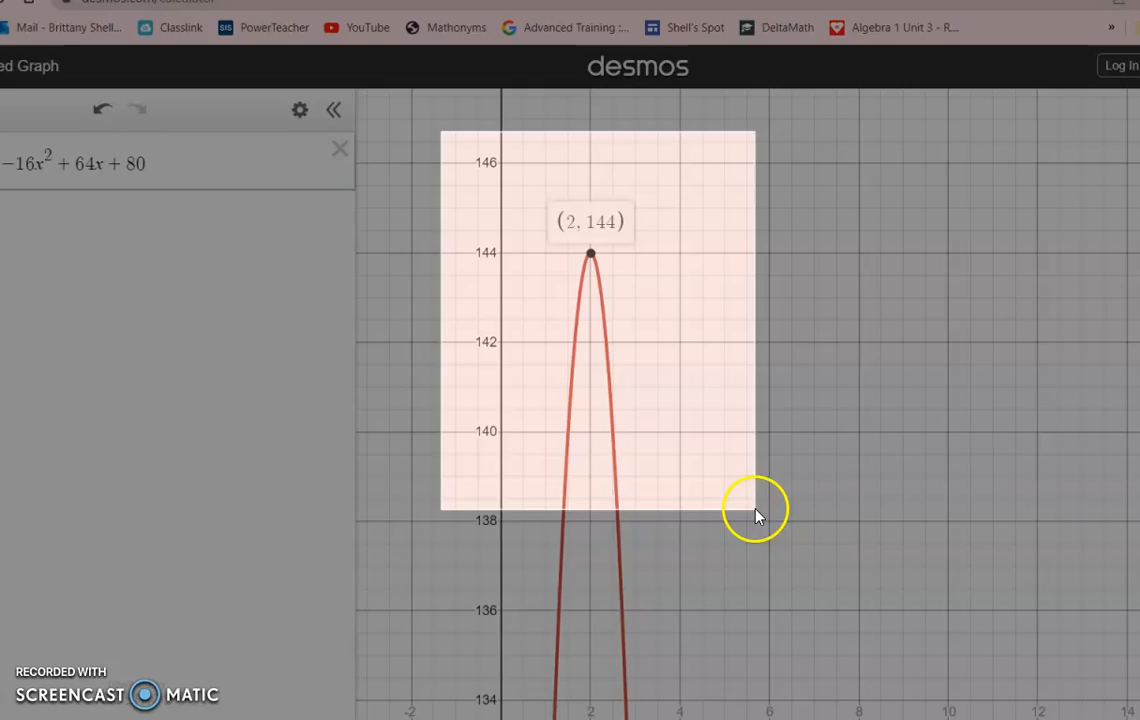 Mail - Brittany Shell... Classlink SIS PowerTeacher YouTube Mathonyms Advanced Training :... Shell's Spot DeltaMath Algebra 1 Unit 3 - R... »
ed Graph desmos Log In
−16x² + 64x + 80
146
(2, 144)
144
142
140
138
136
134
-2 2 4 6 8 10 12 14
RECORDED WITH
SCREENCAST MATIC